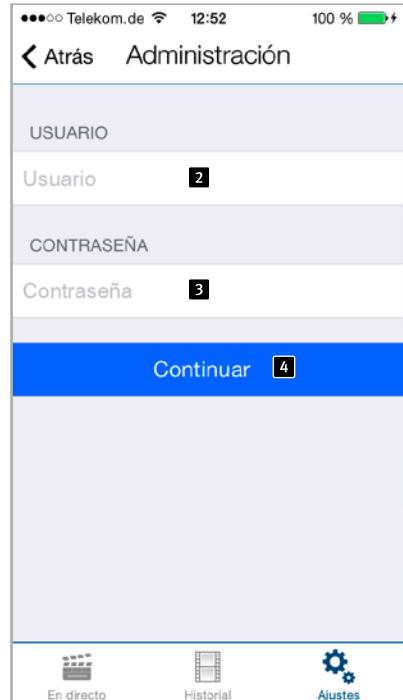 Telekom.de 12:52 100 %
Atrás Administración
USUARIO
Usuario 2
CONTRASEÑA
Contraseña 3
Continuar 4
En directo Historial Ajustes